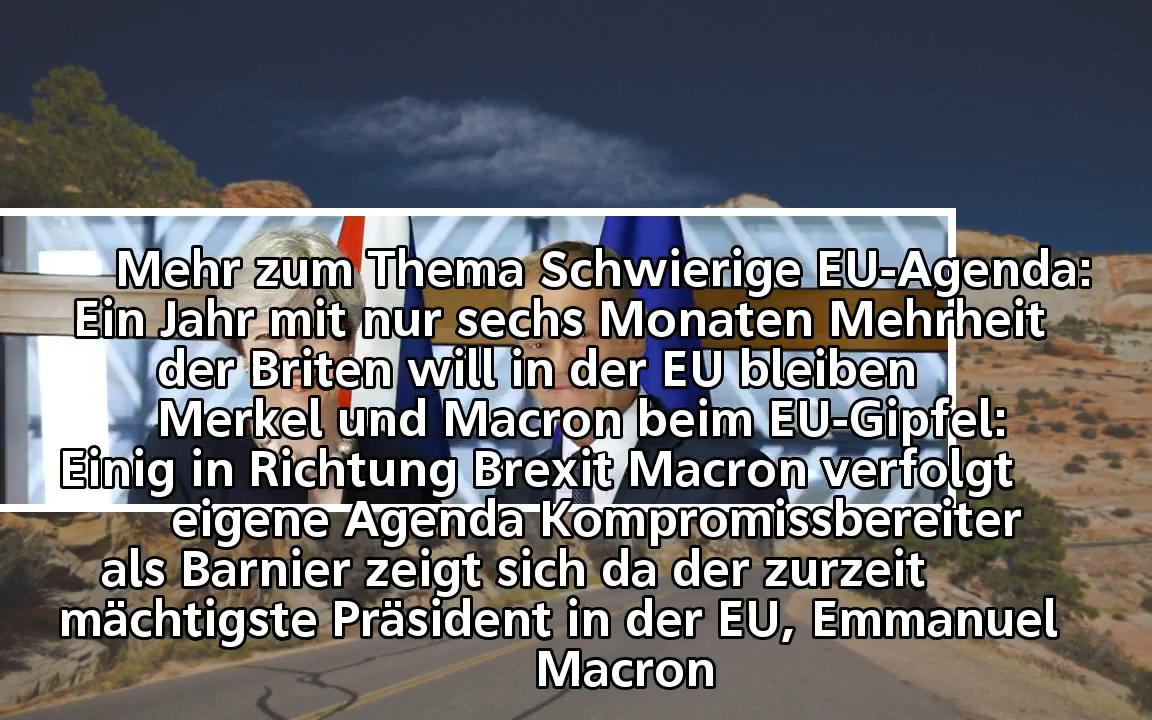 Mehr zum Thema Schwierige EU-Agenda:
Ein Jahr mit nur sechs Monaten Mehrheit
der Briten will in der EU bleiben
Merkel und Macron beim EU-Gipfel:
Einig in Richtung Brexit Macron verfolgt
eigene Agenda Kompromissbereiter
als Barnier zeigt sich da der zurzeit
mächtigste Präsident in der EU, Emmanuel
Macron